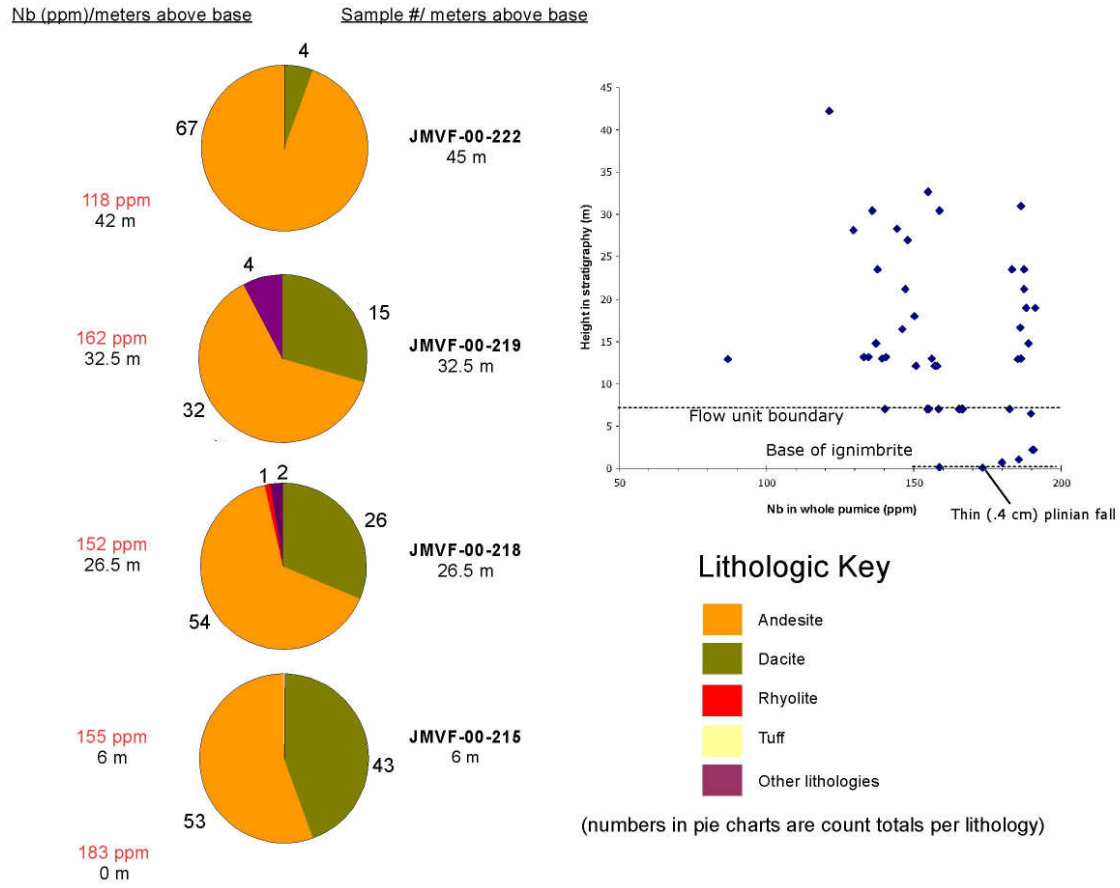 Nb (ppm)/meters above base
Sample #/ meters above base
4
67
JMVF-00-222
45 m
118 ppm
42 m
4
15
162 ppm
32.5 m
JMVF-00-219
32.5 m
32
1 2
26
152 ppm
26.5 m
JMVF-00-218
26.5 m
54
155 ppm
6 m
JMVF-00-215
6 m
43
53
183 ppm
0 m
45
40
35
30
25
20
15
10
5
0
Height in stratigraphy (m)
Flow unit boundary
Base of ignimbrite
50
100
150
200
Nb in whole pumice (ppm)
Thin (.4 cm) plinian fall
Lithologic Key
Andesite
Dacite
Rhyolite
Tuff
Other lithologies
(numbers in pie charts are count totals per lithology)